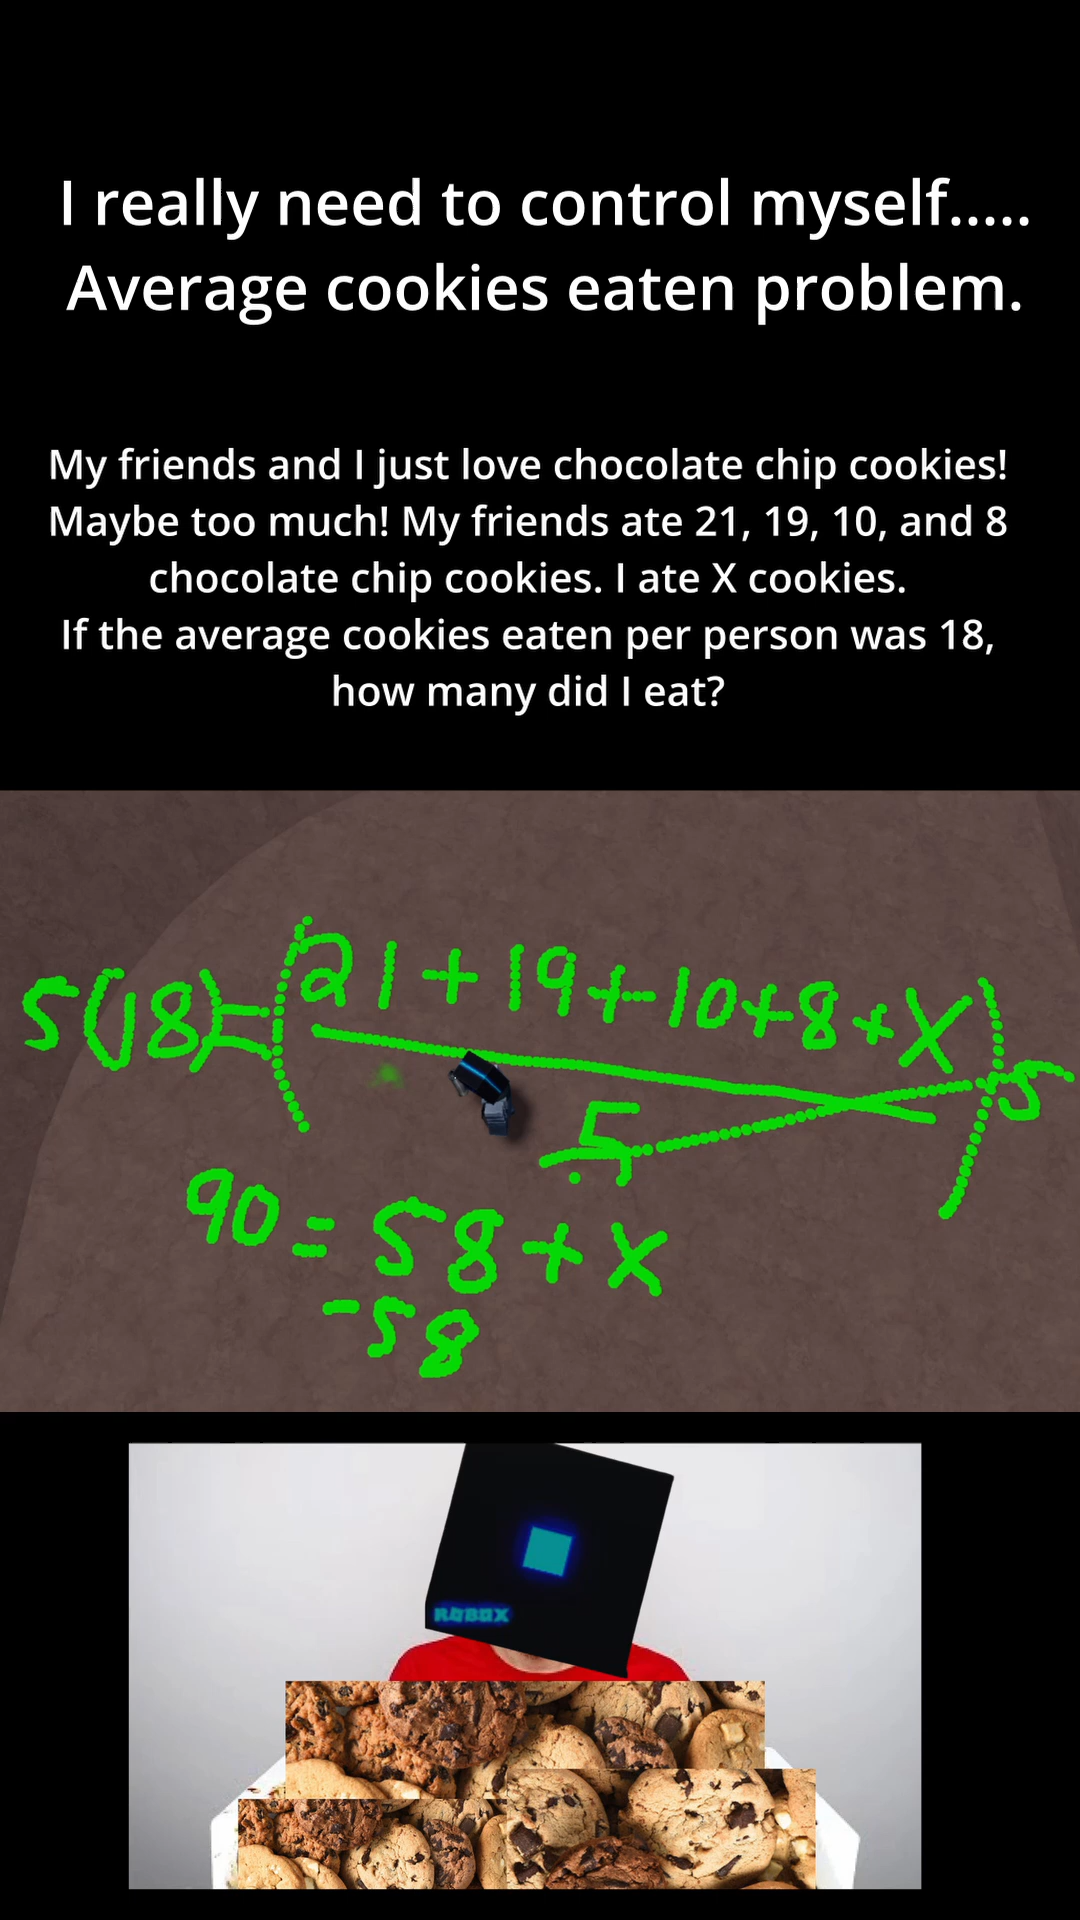 I really need to control myself.....
Average cookies eaten problem.
My friends and I just love chocolate chip cookies!
Maybe too much! My friends ate 21, 19, 10, and 8
chocolate chip cookies. I ate X cookies.
If the average cookies eaten per person was 18,
how many did I eat?
5(18)=(21+19+10+8+X)5
5
90=58+X
-58
ROBOX